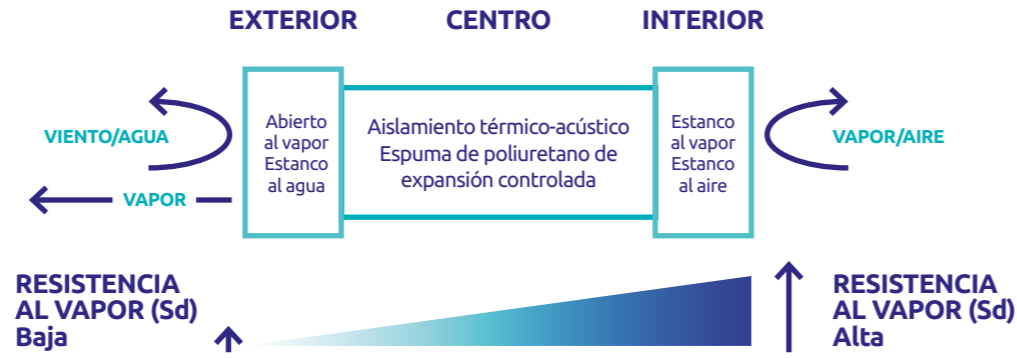 EXTERIOR
CENTRO
INTERIOR
VIENTO/AGUA
VAPOR
Abierto
al vapor
Estanco
al agua
Aislamiento térmico-acústico
Espuma de poliuretano de
expansión controlada
Estanco
al vapor
Estanco
al aire
VAPOR/AIRE
RESISTENCIA
AL VAPOR (Sd)
Baja
RESISTENCIA
AL VAPOR (Sd)
Alta